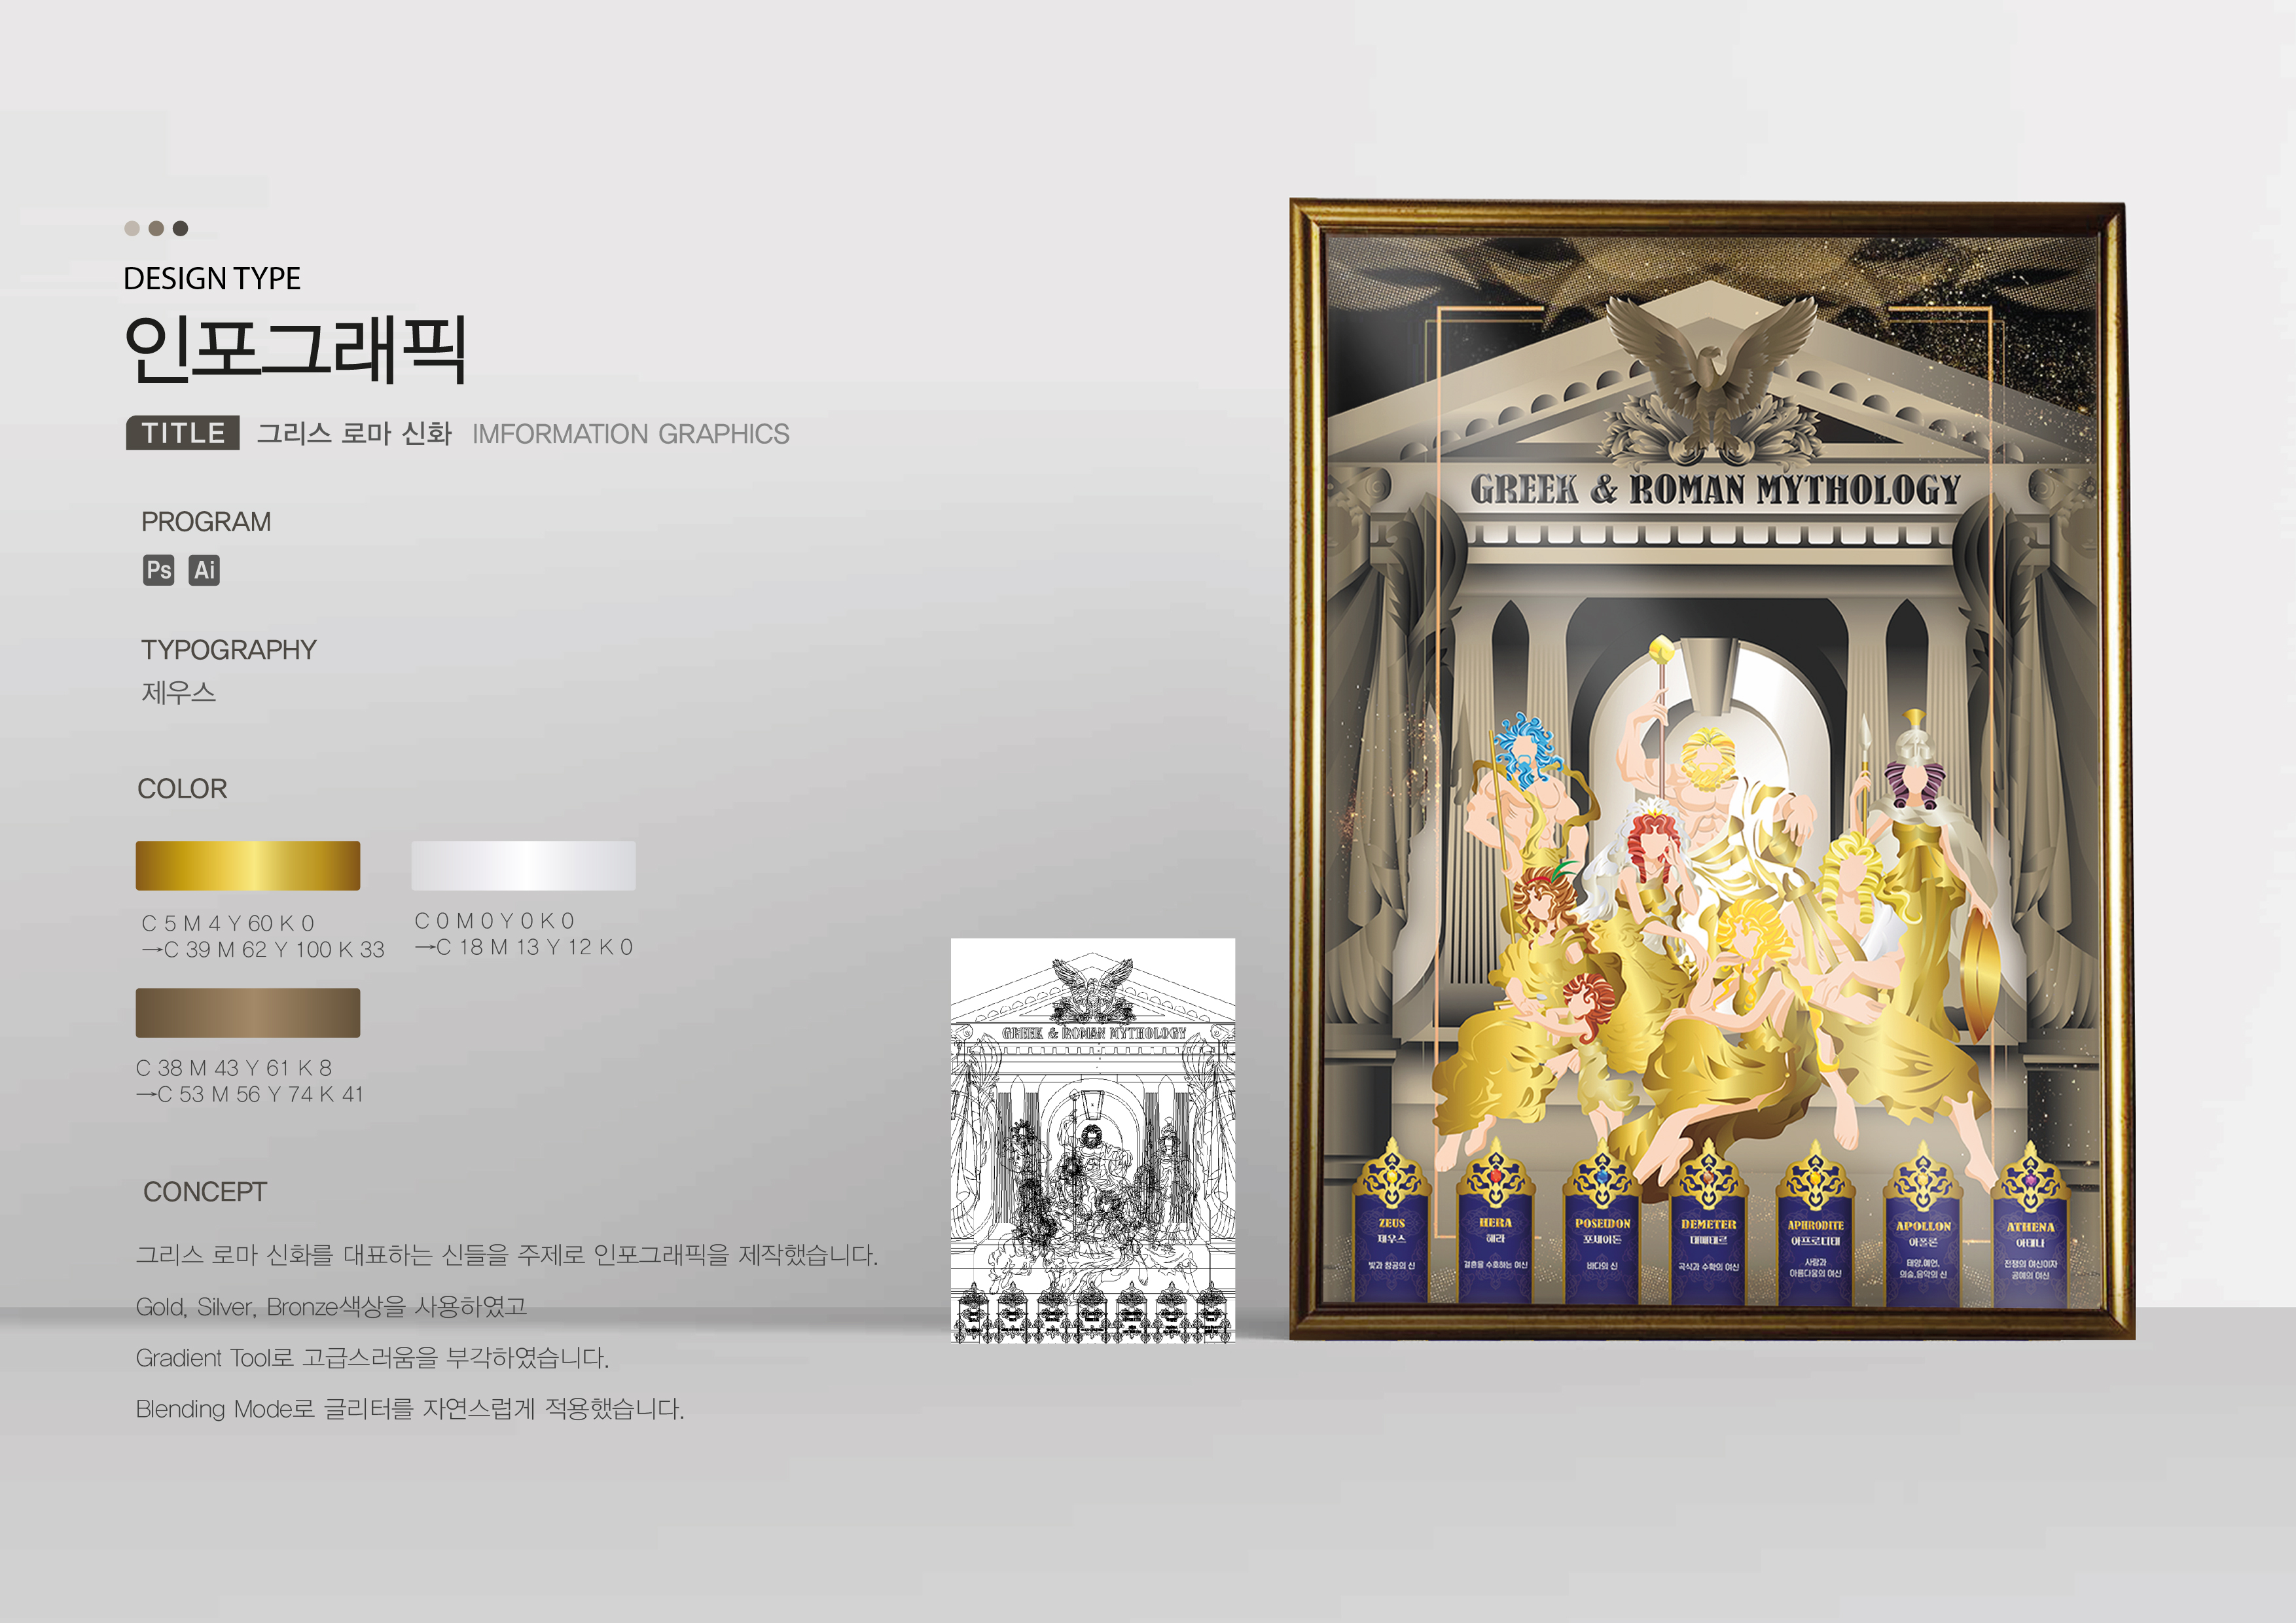 DESIGN TYPE
인포그래픽
TITLE 그리스 로마 신화 IMFORMATION GRAPHICS
PROGRAM
Ps Ai
TYPOGRAPHY
제우스
COLOR
C 5 M 4 Y 60 K 0
→C 39 M 62 Y 100 K 33
C 0 M 0 Y 0 K 0
→C 18 M 13 Y 12 K 0
C 38 M 43 Y 61 K 8
→C 53 M 56 Y 74 K 41
CONCEPT
그리스 로마 신화를 대표하는 신들을 주제로 인포그래픽을 제작했습니다.
Gold, Silver, Bronze색상을 사용하였고
Gradient Tool로 고급스러움을 부각하였습니다.
Blending Mode로 글리터를 자연스럽게 적용했습니다.
GREEK & ROMAN MYTHOLOGY
GREEK & ROMAN MYTHOLOGY
ZEUS
제우스
빛과 창공의 신
HERA
헤라
결혼을 수호하는 여신
POSEIDON
포세이돈
바다의 신
DEMETER
데메테르
곡식과 수확의 여신
APHRODITE
아프로디테
사랑과
아름다움의 여신
APOLLON
아폴론
태양,예언,
의술,음악의 신
ATHENA
아테나
전쟁의 여신이자
공예의 여신